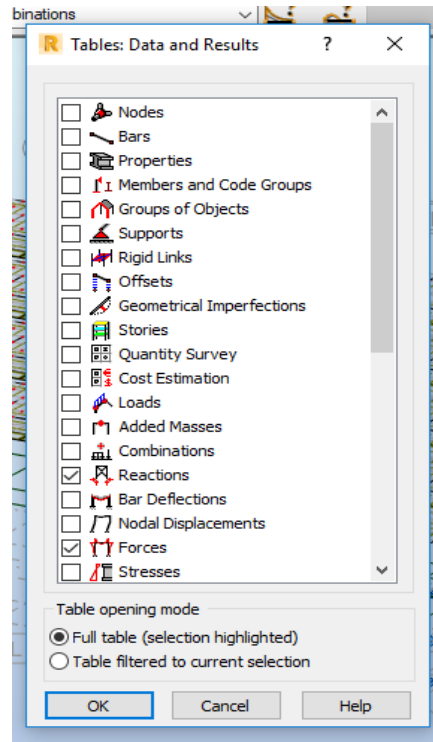 binations
R Tables: Data and Results ? ×
Nodes
Bars
Properties
Members and Code Groups
Groups of Objects
Supports
Rigid Links
Offsets
Geometrical Imperfections
Stories
Quantity Survey
Cost Estimation
Loads
Added Masses
Combinations
Reactions
Bar Deflections
Nodal Displacements
Forces
Stresses
Table opening mode
Full table (selection highlighted)
Table filtered to current selection
OK Cancel Help